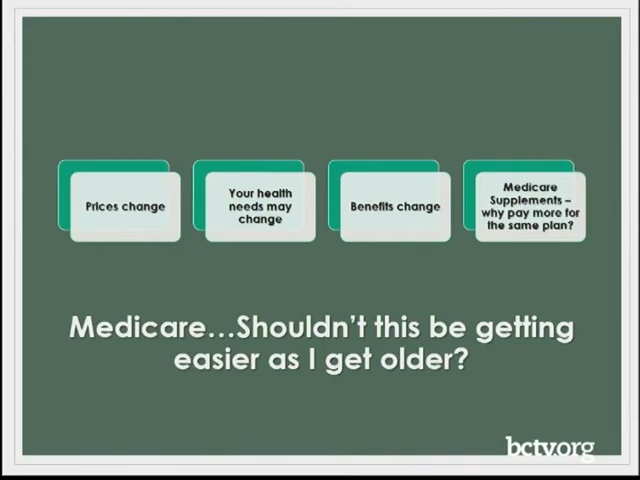 Prices change
Your health
needs may
change
Benefits change
Medicare
Supplements –
why pay more for
the same plan?
Medicare...Shouldn't this be getting
easier as I get older?
bctv.org